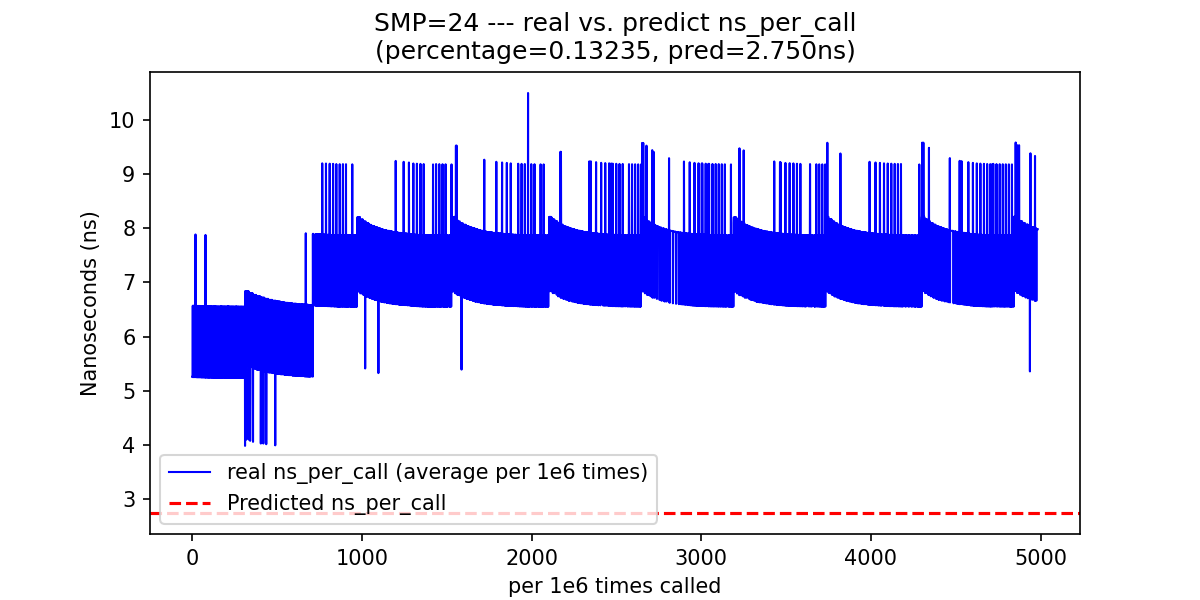 SMP=24 --- real vs. predict ns_per_call
(percentage=0.13235, pred=2.750ns)
Nanoseconds (ns)
10
9
8
7
6
5
4
3
real ns_per_call (average per 1e6 times)
Predicted ns_per_call
0 1000 2000 3000 4000 5000
per 1e6 times called